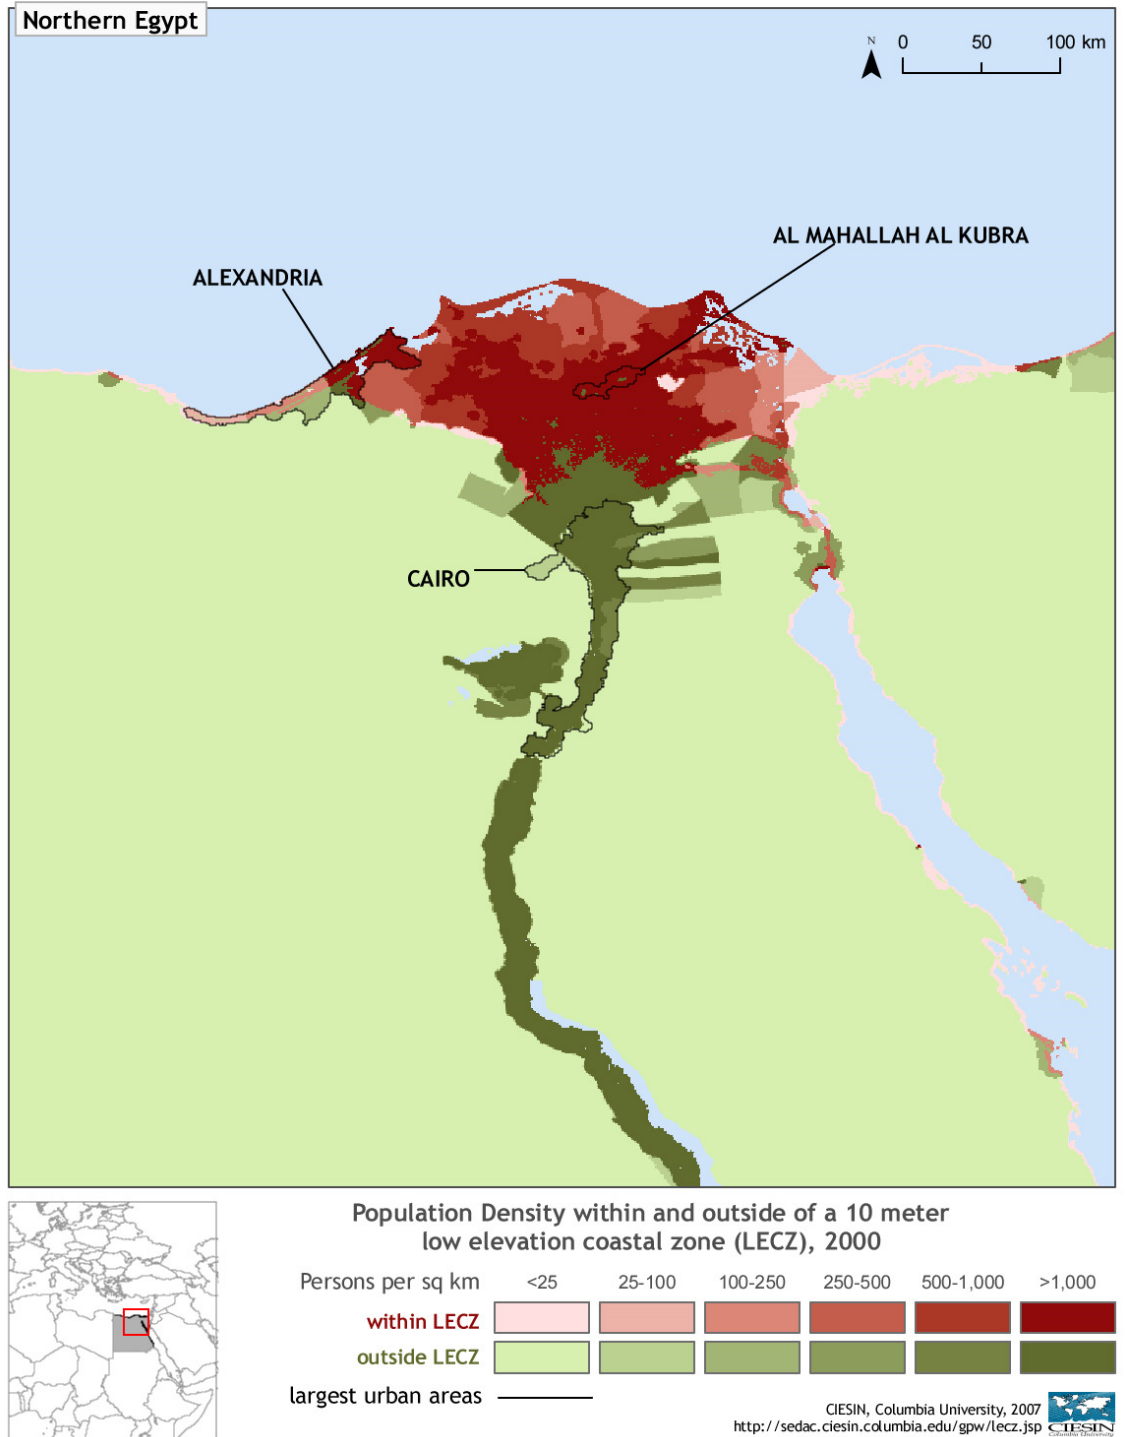 Northern Egypt
N
0 50 100 km
AL MAHALLAH AL KUBRA
ALEXANDRIA
CAIRO
Population Density within and outside of a 10 meter
low elevation coastal zone (LECZ), 2000
Persons per sq km <25 25-100 100-250 250-500 500-1,000 >1,000
within LECZ
outside LECZ
largest urban areas
CIESIN, Columbia University, 2007
http://sedac.ciesin.columbia.edu/gpw/lecz.jsp
CIESIN
Columbia University